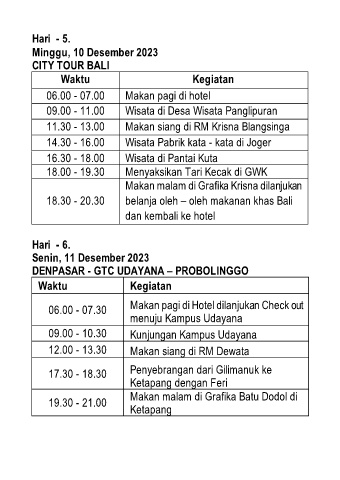 Hari - 5.
Minggu, 10 Desember 2023
CITY TOUR BALI
Waktu Kegiatan
06.00 - 07.00 Makan pagi di hotel
09.00 - 11.00 Wisata di Desa Wisata Panglipuran
11.30 - 13.00 Makan siang di RM Krisna Blangsinga
14.30 - 16.00 Wisata Pabrik kata - kata di Joger
16.30 - 18.00 Wisata di Pantai Kuta
18.00 - 19.30 Menyaksikan Tari Kecak di GWK
18.30 - 20.30 Makan malam di Grafika Krisna dilanjukan
belanja oleh – oleh makanan khas Bali
dan kembali ke hotel
Hari - 6.
Senin, 11 Desember 2023
DENPASAR - GTC UDAYANA – PROBOLINGGO
Waktu Kegiatan
06.00 - 07.30 Makan pagi di Hotel dilanjukan Check out
menuju Kampus Udayana
09.00 - 10.30 Kunjungan Kampus Udayana
12.00 - 13.30 Makan siang di RM Dewata
17.30 - 18.30 Penyebrangan dari Gilimanuk ke
Ketapang dengan Feri
19.30 - 21.00 Makan malam di Grafika Batu Dodol di
Ketapang